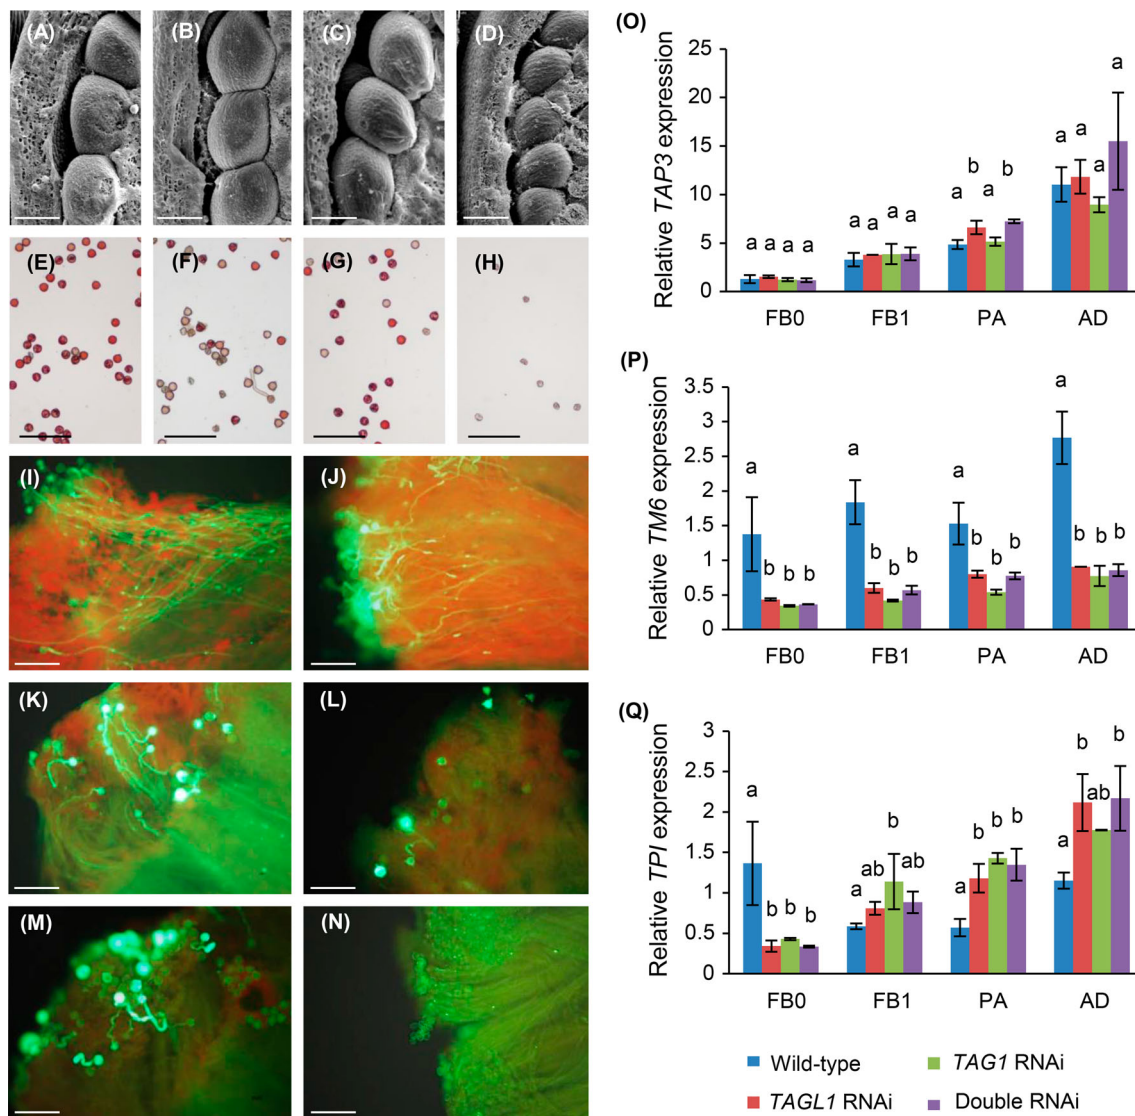 (A) (B) (C) (D)
(E) (F) (G) (H)
(I) (J)
(K) (L)
(M) (N)
(O)
Relative TAP3 expression
25
20
15
10
5
0
a a a a
a a a a
a b a b
a a a a
FB0 FB1 PA AD
(P)
Relative TM6 expression
3.5
3
2.5
2
1.5
1
0.5
0
a b b b
a b b b
a b b b
a b b b
FB0 FB1 PA AD
(Q)
Relative TPI expression
3
2.5
2
1.5
1
0.5
0
a b b b
a ab b ab
a b b b
a b ab b
FB0 FB1 PA AD
Wild-type
TAG1 RNAi
TAGL1 RNAi
Double RNAi